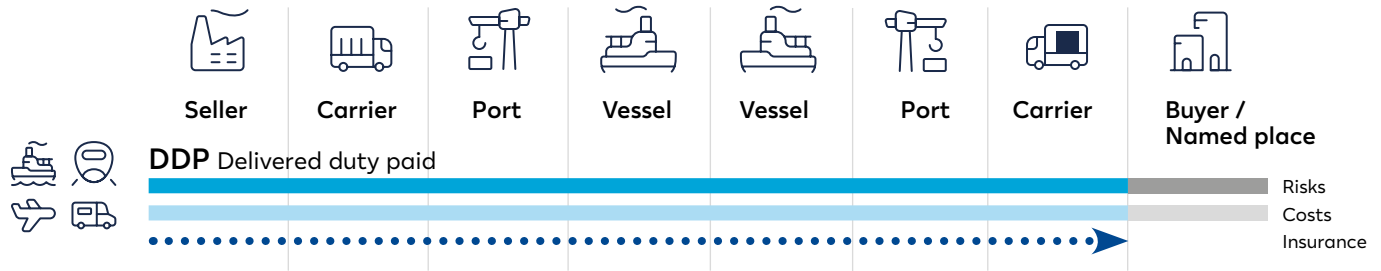 Seller
Carrier
Port
Vessel
Vessel
Port
Carrier
Buyer /
Named place
DDP Delivered duty paid
Risks
Costs
Insurance